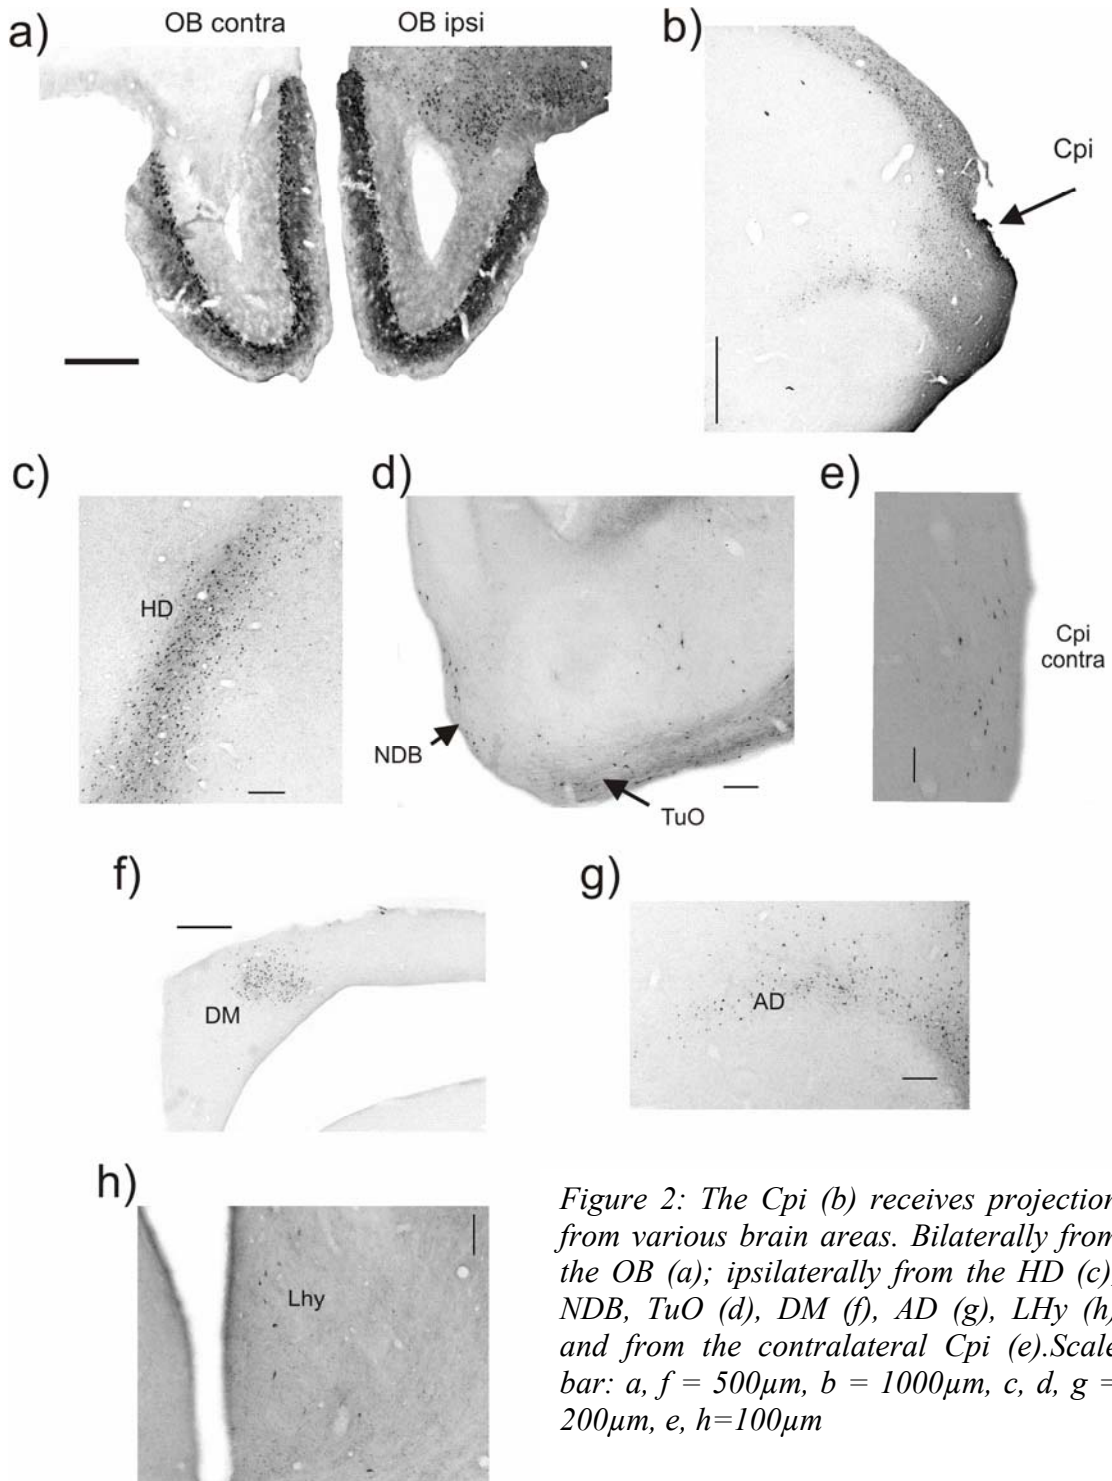 a)
OB contra
OB ipsi
b)
Cpi
c)
HD
d)
NDB
TuO
e)
Cpi
contra
f)
DM
g)
AD
h)
Lhy
Figure 2: The Cpi (b) receives projection
from various brain areas. Bilaterally from
the OB (a); ipsilaterally from the HD (c)
NDB, TuO (d), DM (f), AD (g), LHy (h)
and from the contralateral Cpi (e).Scale
bar: a, f = 500µm, b = 1000µm, c, d, g =
200µm, e, h=100µm